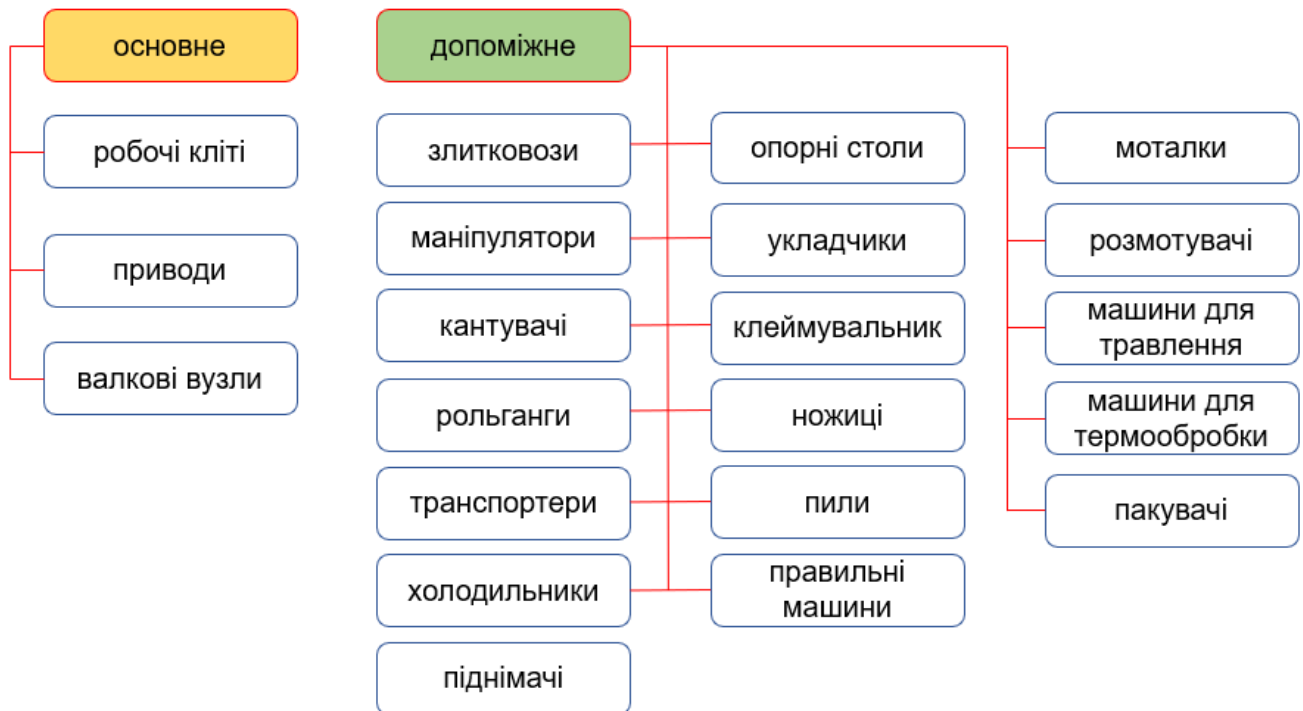 основне
робочі кліті
приводи
валкові вузли
допоміжне
злитковози
маніпулятори
кантувачі
рольганги
транспортери
холодильники
піднімачі
опорні столи
укладчики
клеймувальник
ножиці
пили
правильні
машини
моталки
розмотувачі
машини для
травлення
машини для
термообробки
пакувачі